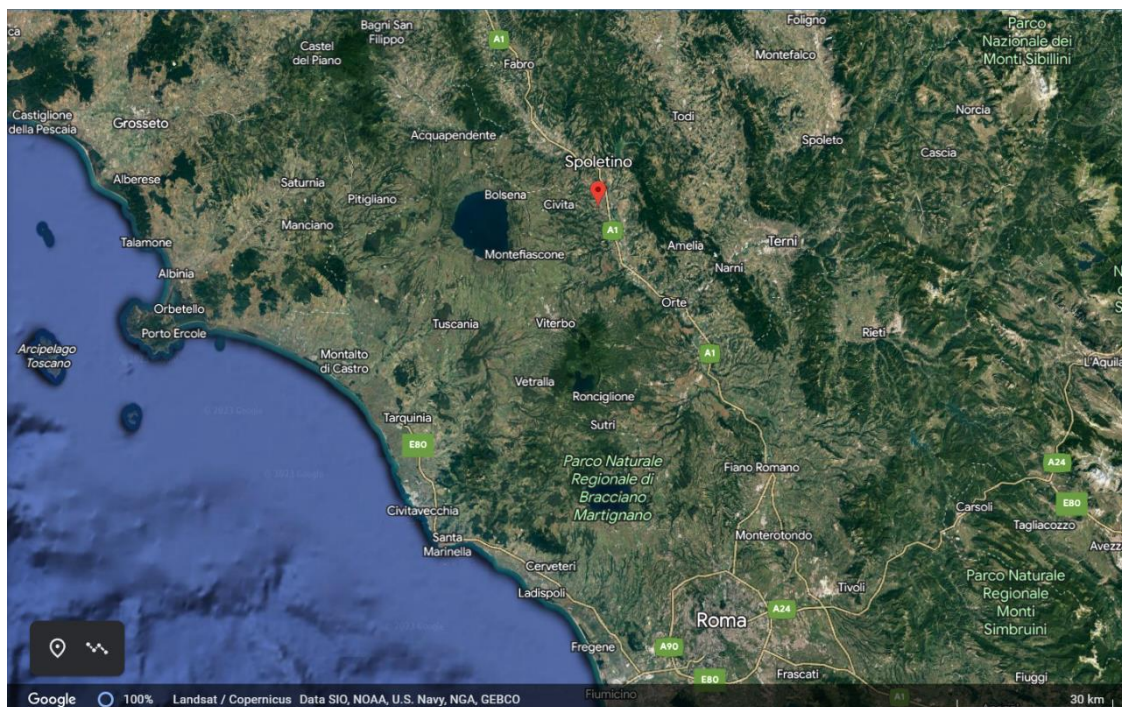 Bagni San
Filippo
Foligno
Parco
Nazionale dei
Monti Sibillini
A1
Castel
del Piano
Fabro
Montefalco
Castiglione
della Pescaia
Grosseto
Todi
Norcia
Acquapendente
Spoleto
Cascia
Spoletino
Alberese
Saturnia
Pitigliano
Bolsena
Civita
Manciano
A1
Talamone
Amelia
Terni
Montefiascone
Narni
Albinia
Orbetello
Orte
Porto Ercole
Tuscania
Viterbo
Rieti
Arcipelago
Toscano
Montalto
di Castro
A1
L'Aquila
Vetralla
Ronciglione
Tarquinia
Sutri
E80
Parco Naturale
Regionale di
Bracciano
Martignano
Fiano Romano
A24
Civitavecchia
Carsoli
E80
Tagliacozzo
Santa
Marinella
Monterotondo
Avezza
Cerveteri
Ladispoli
Tivoli
Parco Naturale
Regionale
Monti
Simbruini
Roma
A24
Fregene
A90
E80
Frascati
Fiuggi
Fiumicino
A1
Google 100% Landsat / Copernicus Data SIO, NOAA, U.S. Navy, NGA, GEBCO 30 km